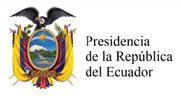 Presidencia
de la República
del Ecuador